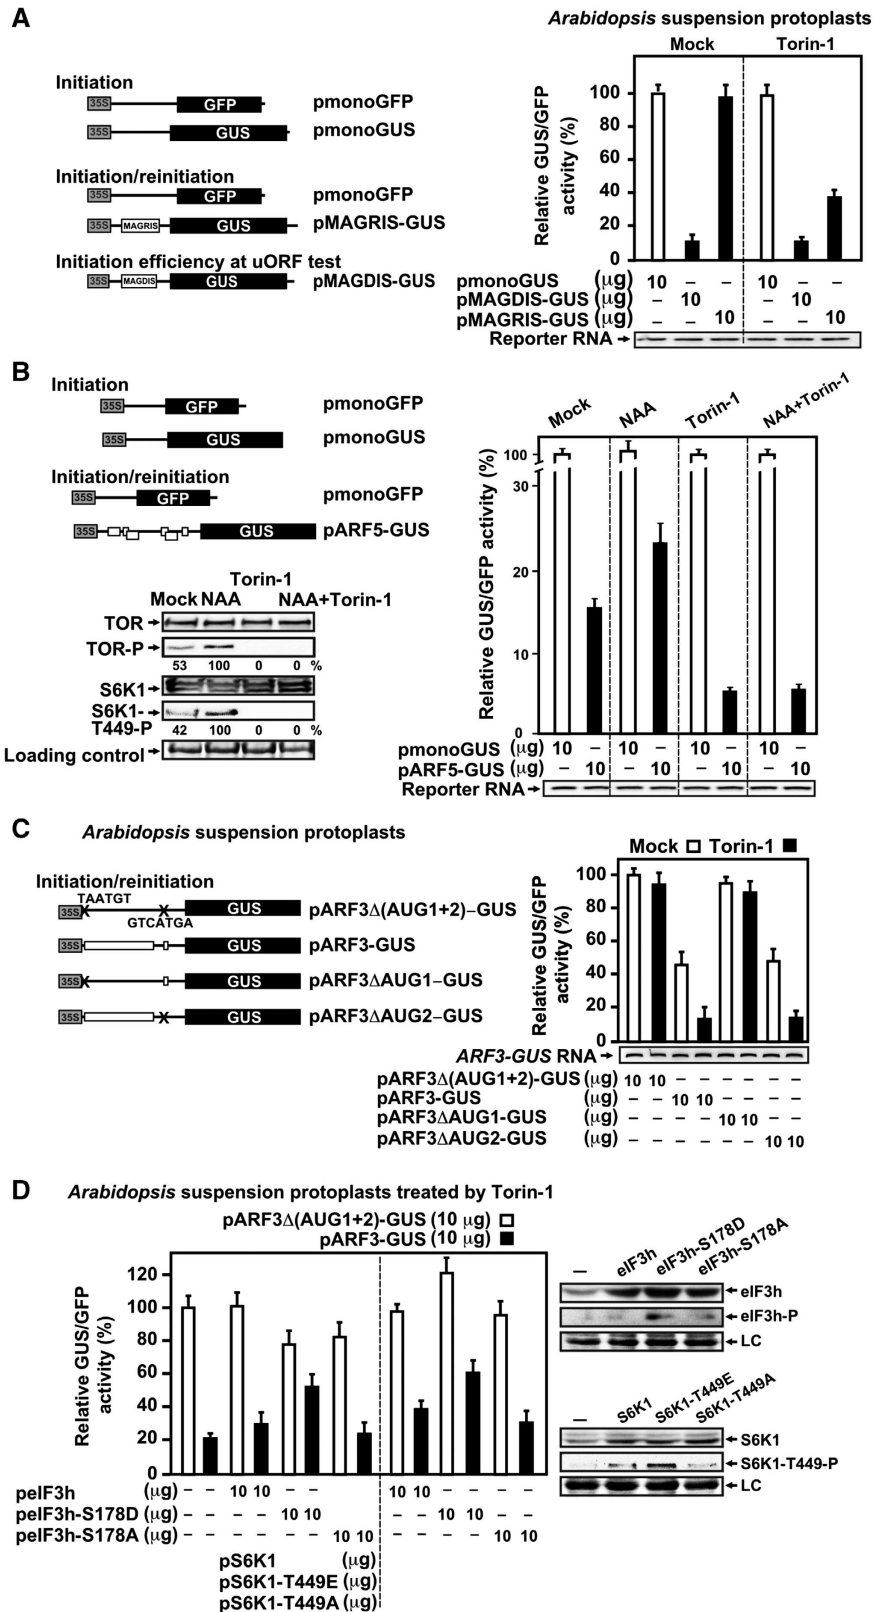 A
Arabidopsis suspension protoplasts
Mock Torin-1
Initiation
35S GFP pmonoGFP
35S GUS pmonoGUS
Initiation/reinitiation
35S GFP pmonoGFP
35S MAGRIS GUS pMAGRIS-GUS
Initiation efficiency at uORF test
35S MAGDIS GUS pMAGDIS-GUS
Relative GUS/GFP
activity (%)
100
80
60
40
20
0
pmonoGUS (μg) 10 – – 10 – –
pMAGDIS-GUS (μg) – 10 – – 10 –
pMAGRIS-GUS (μg) – – 10 – – 10
Reporter RNA
B
Initiation
35S GFP pmonoGFP
35S GUS pmonoGUS
Initiation/reinitiation
35S GFP pmonoGFP
35S GUS pARF5-GUS
Torin-1
Mock NAA NAA+Torin-1
TOR
TOR-P
53 100 0 0 %
S6K1
S6K1-
T449-P
42 100 0 0 %
Loading control
Mock NAA Torin-1 NAA+Torin-1
Relative GUS/GFP activity (%)
100
30
20
10
0
pmonoGUS (μg) 10 – 10 – 10 – 10 –
pARF5-GUS (μg) – 10 – 10 – 10 – 10
Reporter RNA
C
Arabidopsis suspension protoplasts
Initiation/reinitiation
TAATGT
35S X X GUS pARF3Δ(AUG1+2)–GUS
GTCATGA
35S GUS pARF3-GUS
35S X GUS pARF3ΔAUG1–GUS
35S X GUS pARF3ΔAUG2–GUS
Mock Torin-1
Relative GUS/GFP
activity (%)
100
80
60
40
20
0
ARF3-GUS RNA
pARF3Δ(AUG1+2)-GUS (μg) 10 10 – – – – – –
pARF3-GUS (μg) – – 10 10 – – – –
pARF3ΔAUG1-GUS (μg) – – – – 10 10 – –
pARF3ΔAUG2-GUS (μg) – – – – – – 10 10
D
Arabidopsis suspension protoplasts treated by Torin-1
pARF3Δ(AUG1+2)-GUS (10 μg)
pARF3-GUS (10 μg)
Relative GUS/GFP
activity (%)
120
100
80
60
40
20
0
peIF3h (μg) – – 10 10 – – – – 10 10 – – – –
peIF3h-S178D (μg) – – – – 10 10 – – – – 10 10 – –
peIF3h-S178A (μg) – – – – – – 10 10 – – – – 10 10
pS6K1 (μg)
pS6K1-T449E (μg)
pS6K1-T449A (μg)
– eIF3h eIF3h-S178D eIF3h-S178A
eIF3h
eIF3h-P
LC
– S6K1 S6K1-T449E S6K1-T449A
S6K1
S6K1-T449-P
LC